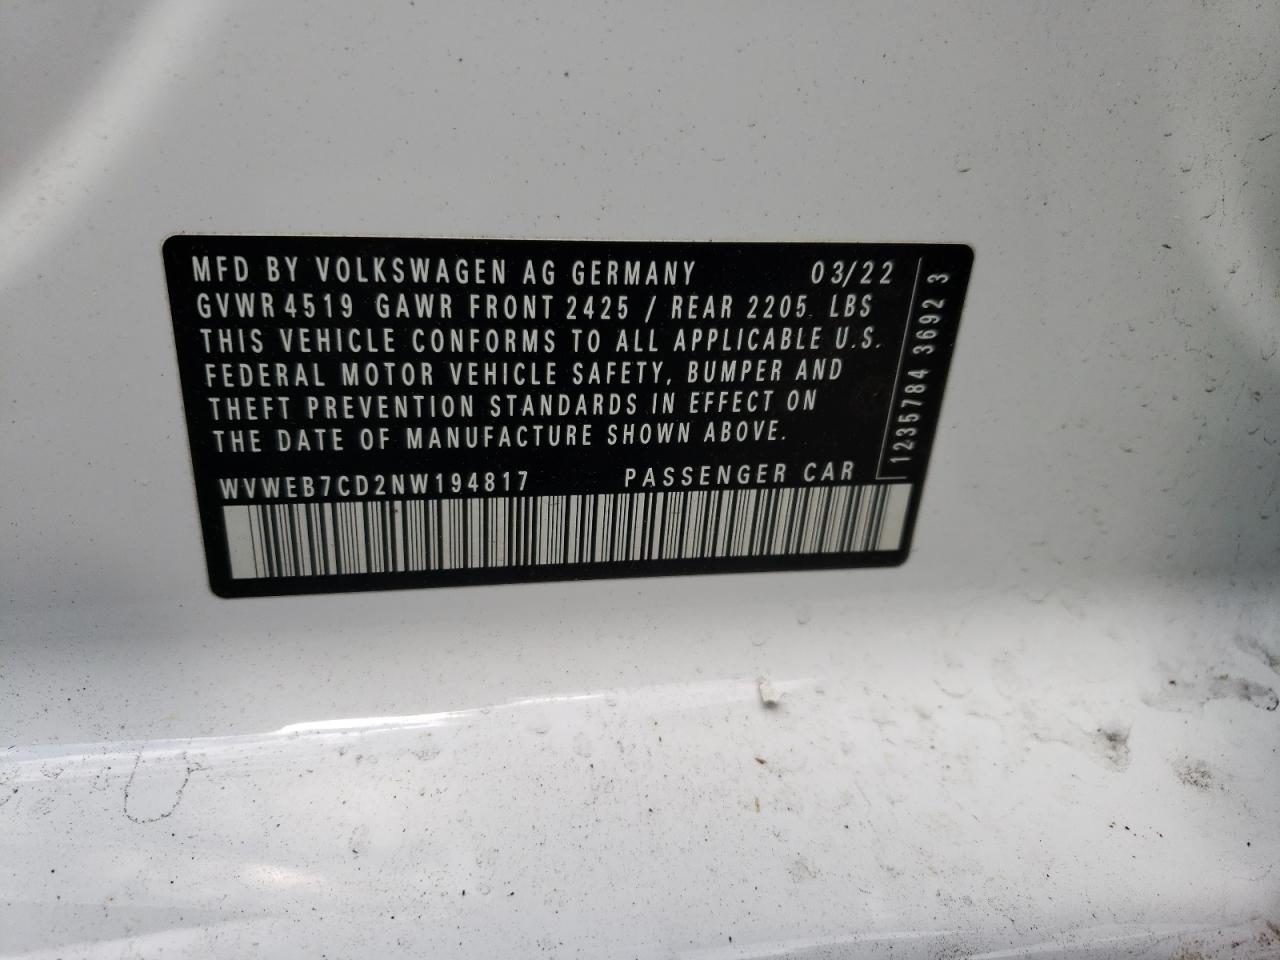 MFD BY VOLKSWAGEN AG GERMANY 03/22
GVWR 4519 GAWR FRONT 2425 / REAR 2205 LBS
THIS VEHICLE CONFORMS TO ALL APPLICABLE U.S.
FEDERAL MOTOR VEHICLE SAFETY, BUMPER AND
THEFT PREVENTION STANDARDS IN EFFECT ON
THE DATE OF MANUFACTURE SHOWN ABOVE.
WVWEB7CD2NW194817 PASSENGER CAR
1235784 3692 3